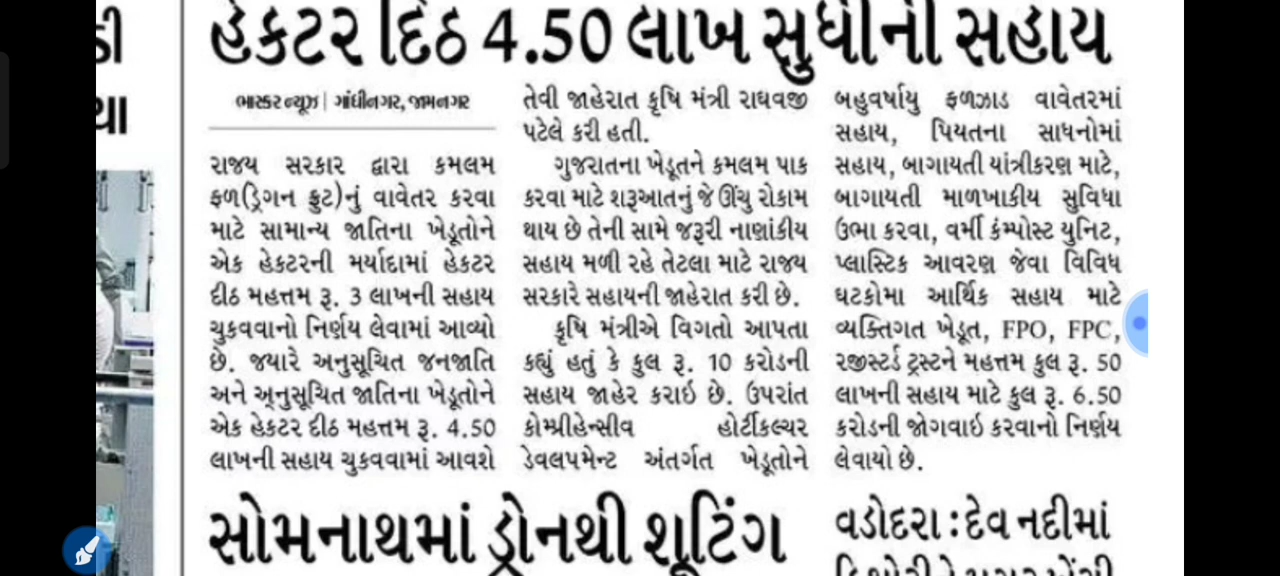 હેકટર દિઠ 4.50 લાખ સુધીની સહાય
ભાસ્કર ન્યૂઝ | ગાંધીનગર, જામનગર
રાજ્ય સરકાર દ્વારા કમલમ
ફળ(ડ્રિગન ફ્રુટ)નું વાવેતર કરવા
માટે સામાન્ય જાતિના ખેડૂતોને
એક હેકટરની મર્યાદામાં હેકટર
દીઠ મહત્તમ રૂ. 3 લાખની સહાય
ચુકવવાનો નિર્ણય લેવામાં આવ્યો
છે. જયારે અનુસૂચિત જનજાતિ
અને અનુસૂચિત જાતિના ખેડૂતોને
એક હેકટર દીઠ મહત્તમ રૂ. 4.50
લાખની સહાય ચુકવવામાં આવશે
તેવી જાહેરાત કૃષિ મંત્રી રાઘવજી
પટેલે કરી હતી.
ગુજરાતના ખેડૂતને કમલમ પાક
કરવા માટે શરૂઆતનું જે ઊંચુ રોકામ
થાય છે તેની સામે જરૂરી નાણાંકીય
સહાય મળી રહે તેટલા માટે રાજ્ય
સરકારે સહાયની જાહેરાત કરી છે.
કૃષિ મંત્રીએ વિગતો આપતા
કહ્યું હતું કે કુલ રૂ. 10 કરોડની
સહાય જાહેર કરાઇ છે. ઉપરાંત
કોમ્પ્રીહેન્સીવ હોર્ટીકલ્ચર
ડેવલપમેન્ટ અંતર્ગત ખેડૂતોને
બહુવર્ષાયુ ફળઝાડ વાવેતરમાં
સહાય, પિયતના સાધનોમાં
સહાય, બાગાયતી યાંત્રીકરણ માટે,
બાગાયતી માળખાકીય સુવિધા
ઉભા કરવા, વર્મી કંમ્પોસ્ટ યુનિટ,
પ્લાસ્ટિક આવરણ જેવા વિવિધ
ઘટકોમા આર્થિક સહાય માટે
વ્યક્તિગત ખેડૂત, FPO, FPC,
રજીસ્ટર્ડ ટ્રસ્ટને મહત્તમ કુલ રૂ. 50
લાખની સહાય માટે કુલ રૂ. 6.50
કરોડની જોગવાઇ કરવાનો નિર્ણય
લેવાયો છે.
સોમનાથમાં ડ્રોનથી શૂટિંગ
વડોદરા : દેવ નદીમાં